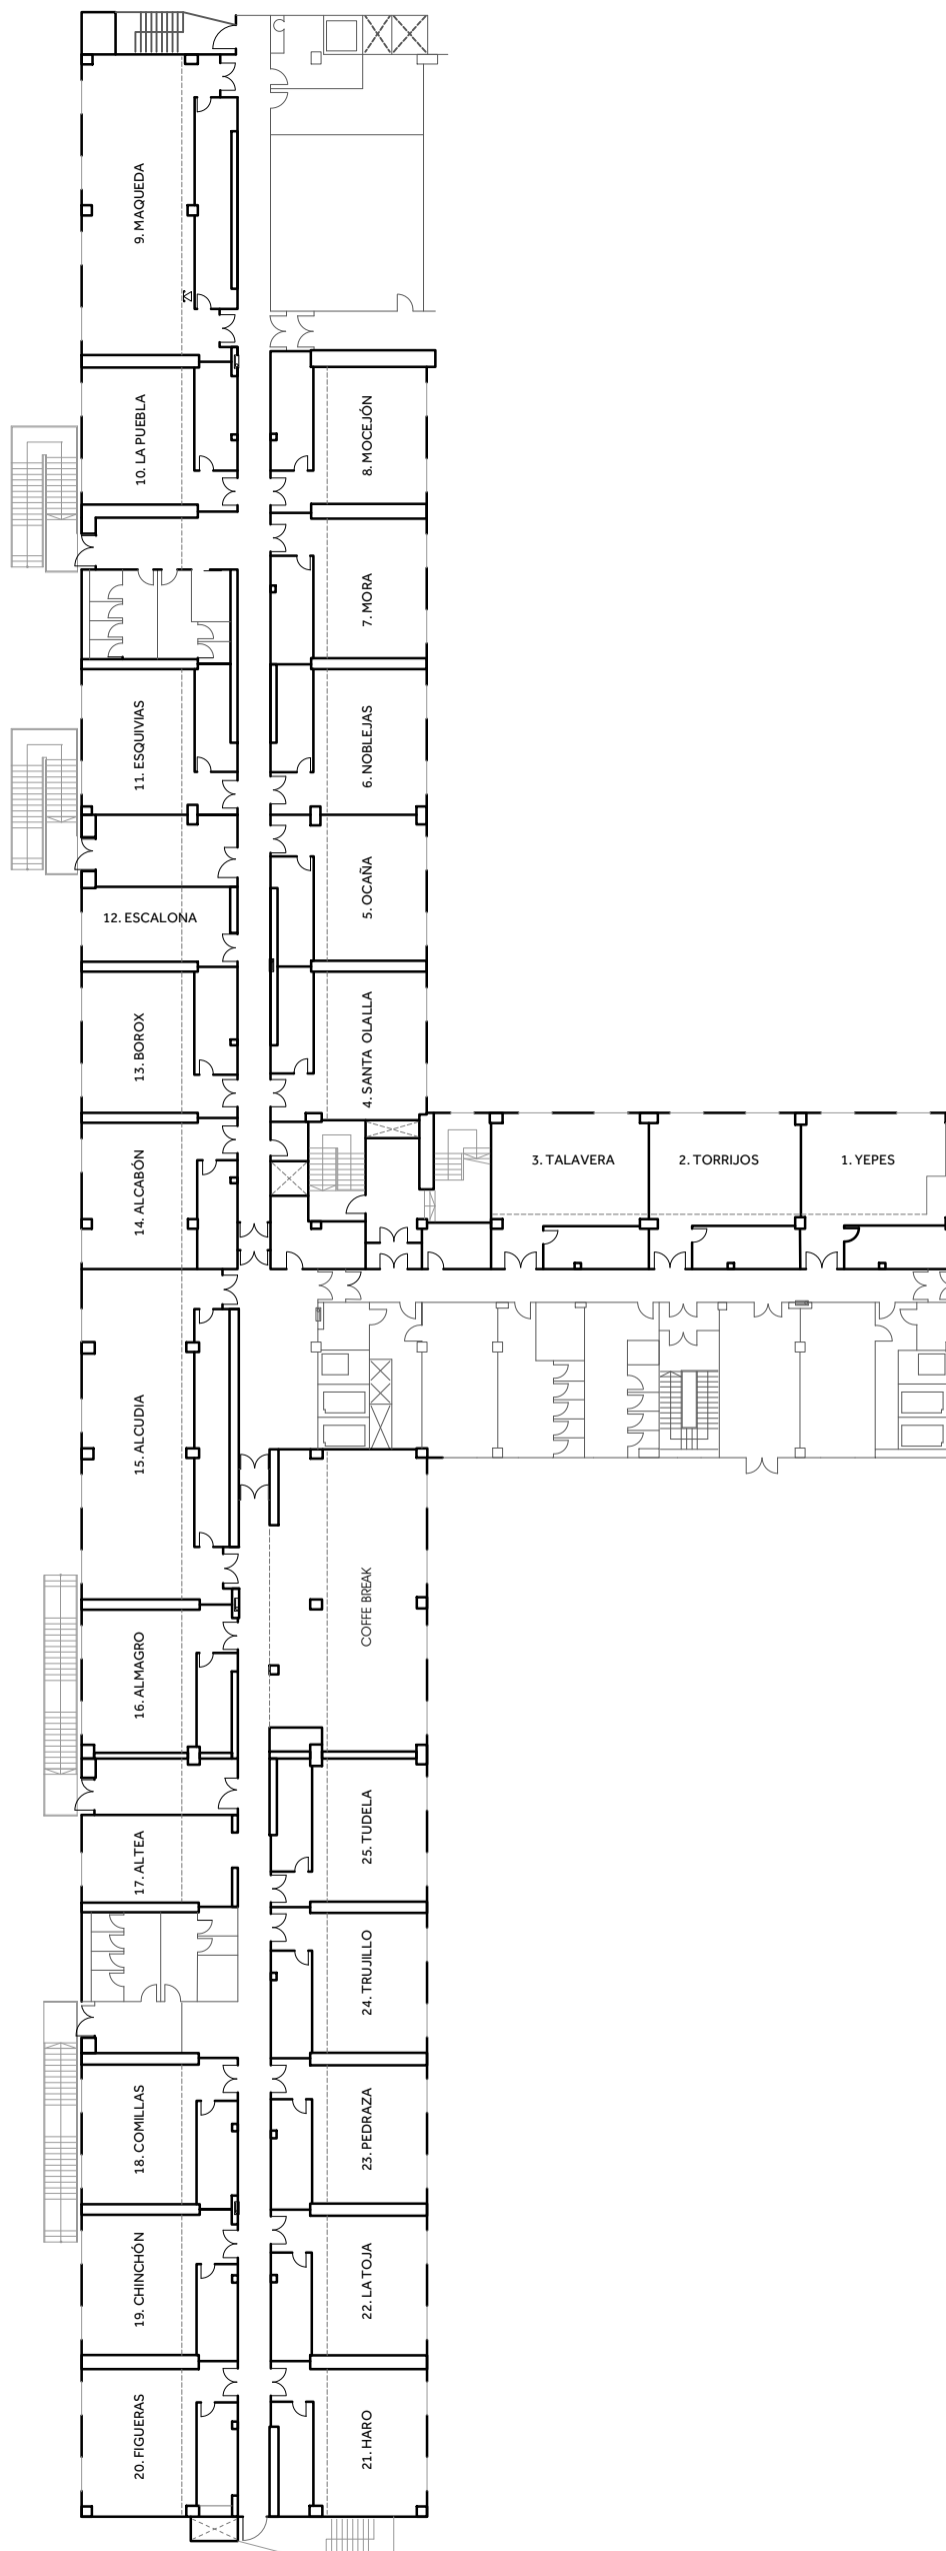 9. MAQUEDA
10. LA PUEBLA
8. MOCEJÓN
7. MORA
11. ESQUIVIAS
6. NOBLEJAS
5. OCAÑA
12. ESCALONA
13. BOROX
4. SANTA OLALLA
14. ALCABÓN
3. TALAVERA
2. TORRIJOS
1. YEPES
15. ALCUDIA
COFFE BREAK
16. ALMAGRO
17. ALTEA
25. TUDELA
24. TRUJILLO
18. COMILLAS
23. PEDRAZA
19. CHINCHÓN
22. LA TOJA
20. FIGUERAS
21. HARO